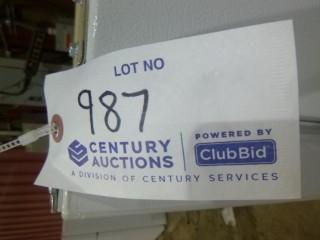 LOT NO
987
CENTURY
AUCTIONS
POWERED BY
ClubBid
A DIVISION OF CENTURY SERVICES